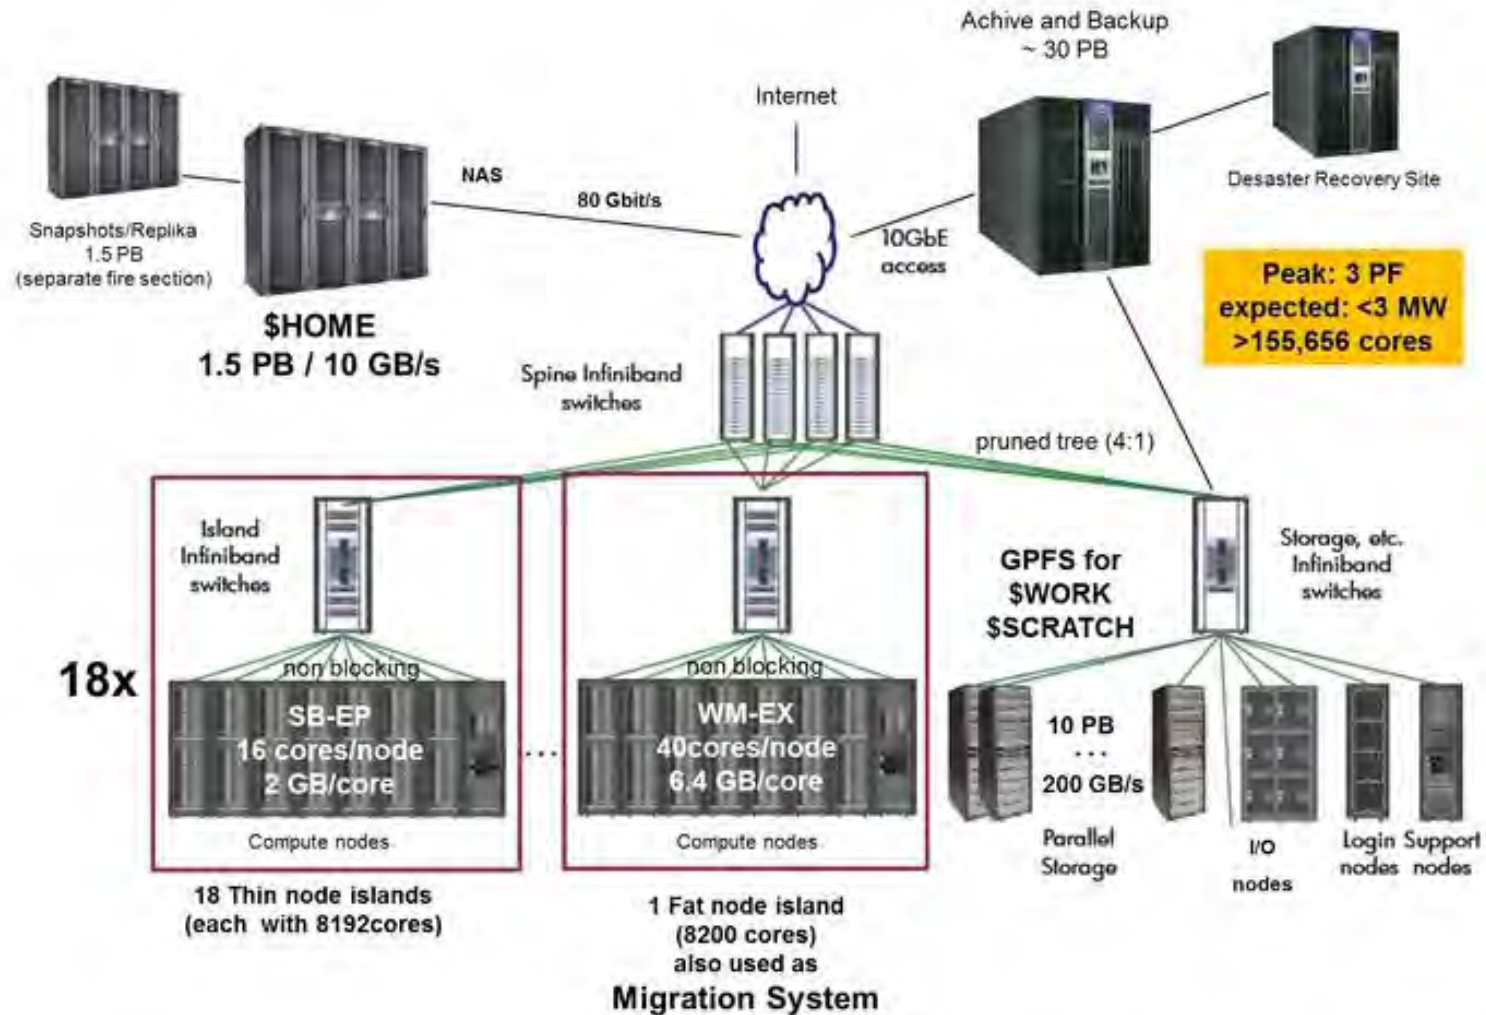 Achive and Backup
~ 30 PB
Internet
Desaster Recovery Site
NAS
80 Gbit/s
10GbE
access
Snapshots/Replika
1.5 PB
(separate fire section)
$HOME
1.5 PB / 10 GB/s
Peak: 3 PF
expected: <3 MW
>155,656 cores
Spine Infiniband
switches
pruned tree (4:1)
Island
Infiniband
switches
GPFS for
$WORK
$SCRATCH
Storage, etc.
Infiniband
switches
18x
non blocking
SB-EP
16 cores/node
2 GB/core
Compute nodes
...
non blocking
WM-EX
40cores/node
6.4 GB/core
Compute nodes
10 PB
...
200 GB/s
Parallel
Storage
I/O
nodes
Login
nodes
Support
nodes
18 Thin node islands
(each with 8192cores)
1 Fat node island
(8200 cores)
also used as
Migration System